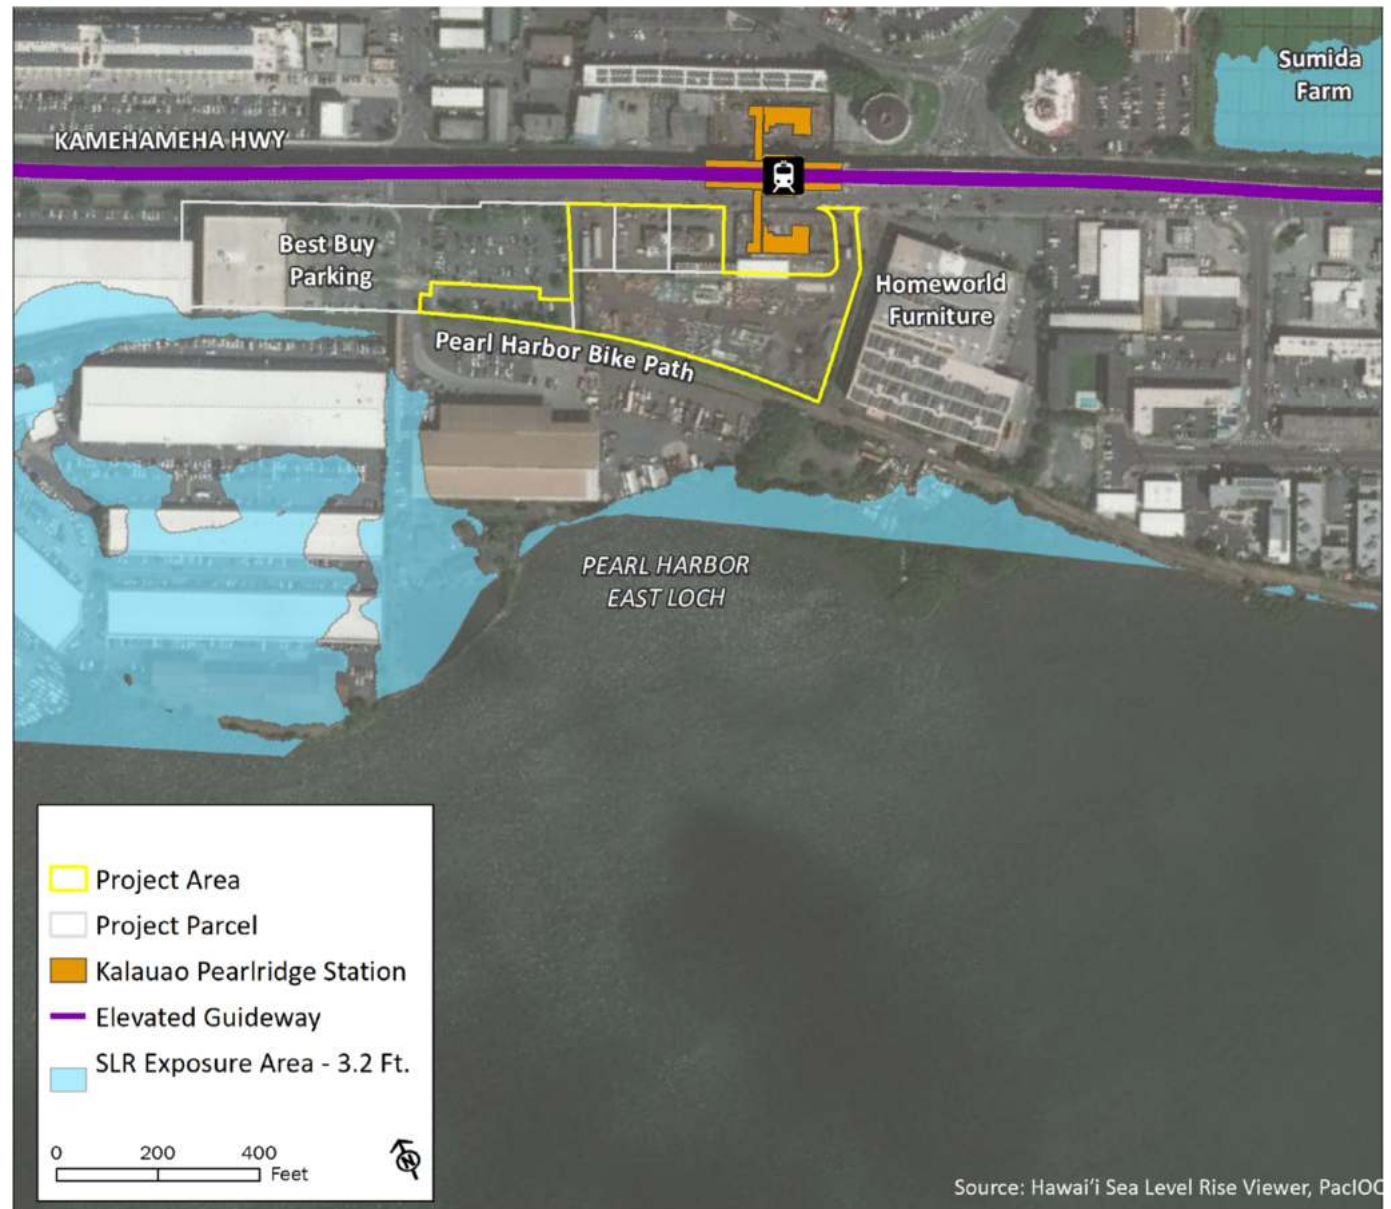 Sumida
Farm
KAMEHAMEHA HWY
Best Buy
Parking
Homeworld
Furniture
Pearl Harbor Bike Path
PEARL HARBOR
EAST LOCH
Project Area
Project Parcel
Kalauao Pearlridge Station
Elevated Guideway
SLR Exposure Area - 3.2 Ft.
0 200 400
Feet
N
Source: Hawaiʻi Sea Level Rise Viewer, PacIOO